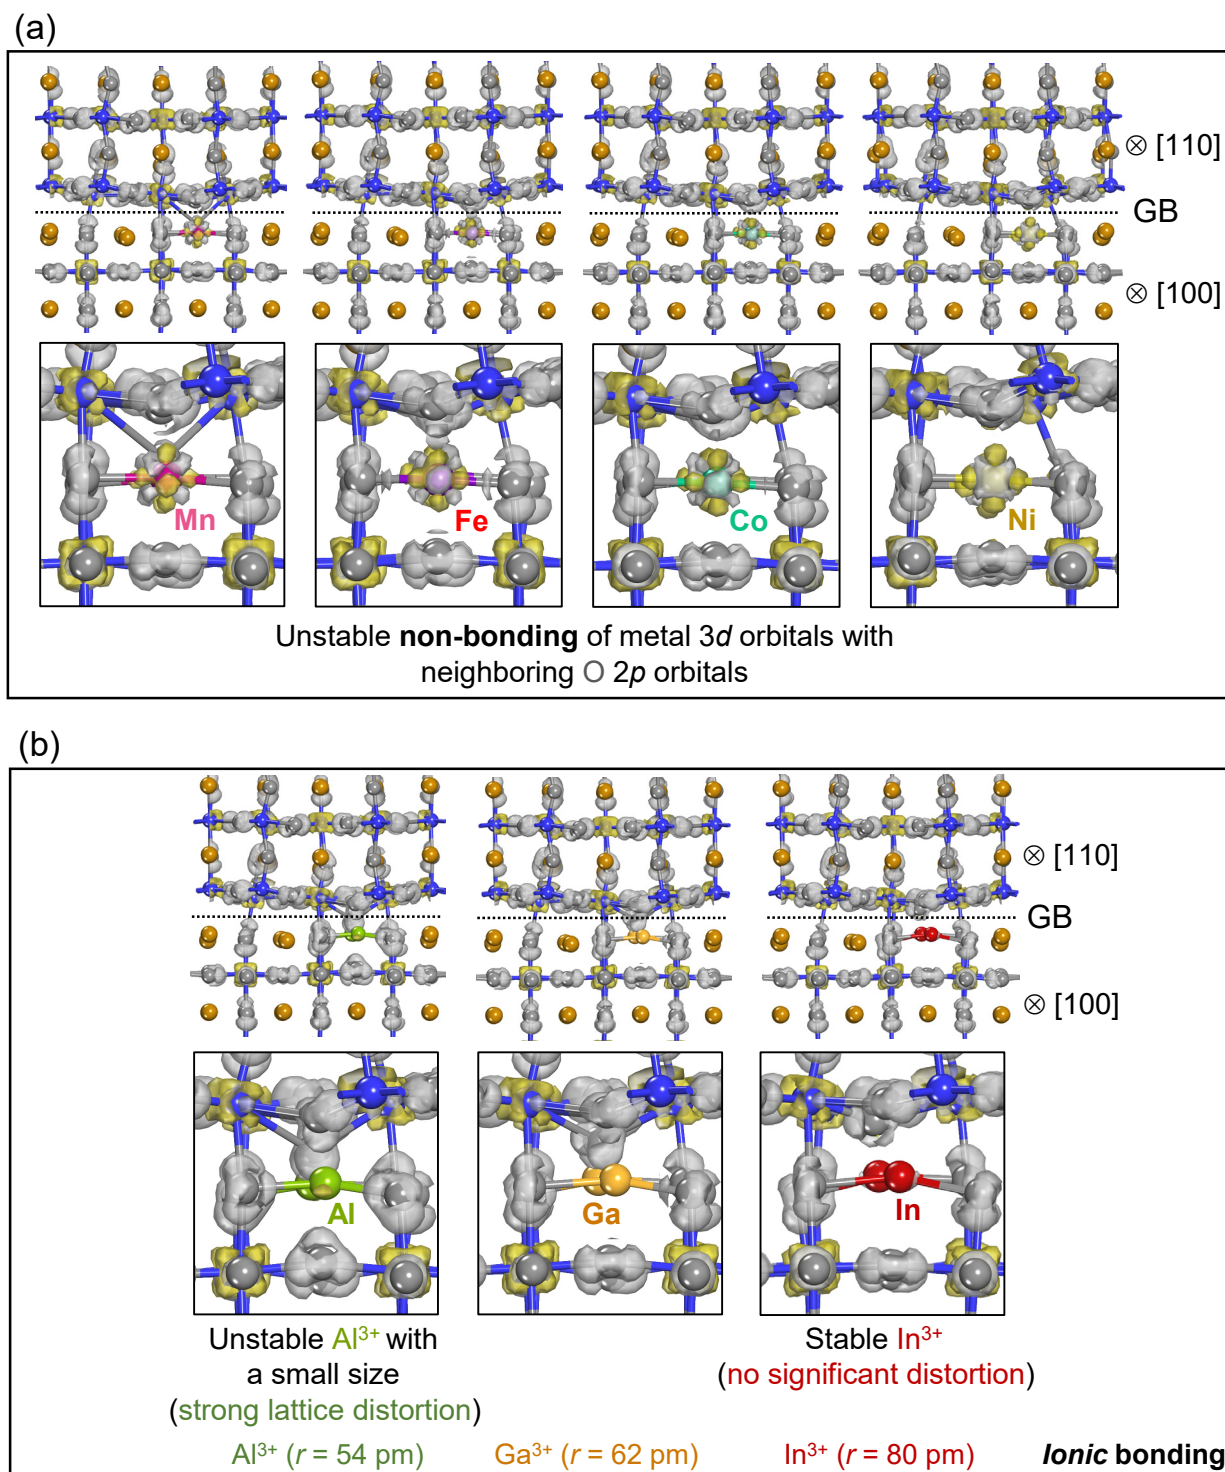 (a)
⊗ [110]
GB
⊗ [100]
Mn
Fe
Co
Ni
Unstable non-bonding of metal 3d orbitals with
neighboring O 2p orbitals
(b)
⊗ [110]
GB
⊗ [100]
Al
Ga
In
Unstable Al³⁺ with
a small size
(strong lattice distortion)
Stable In³⁺
(no significant distortion)
Al³⁺ (r = 54 pm)
Ga³⁺ (r = 62 pm)
In³⁺ (r = 80 pm)
Ionic bonding